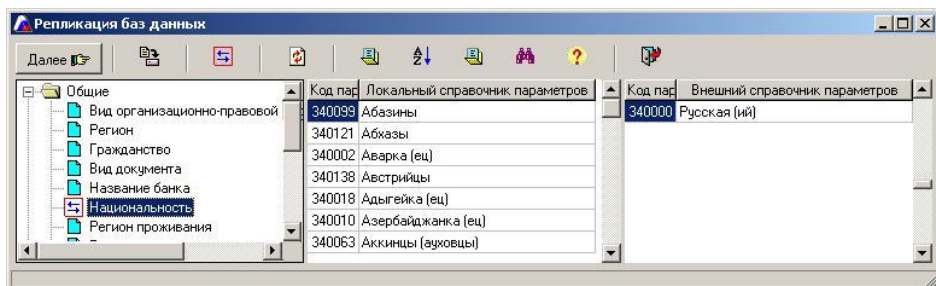 Репликация баз данных
Далее
Общие
Вид организационно-правовой
Регион
Гражданство
Вид документа
Название банка
Национальность
Регион проживания
Код пар Локальный справочник параметров
340099 Абазины
340121 Абхазы
340002 Аварка (ец)
340138 Австрийцы
340018 Адыгейка (ец)
340010 Азербайджанка (ец)
340063 Аккинцы (ауховцы)
Код пар Внешний справочник параметров
340000 Русская (ий)